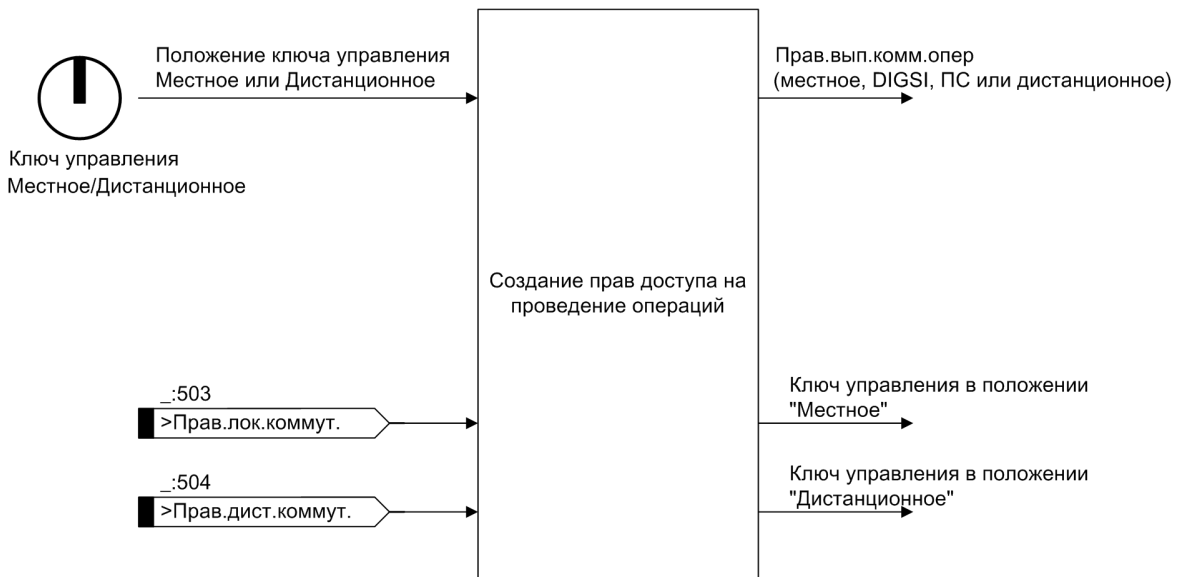 Положение ключа управления
Местное или Дистанционное
Ключ управления
Местное/Дистанционное
Прав.вып.комм.опер
(местное, DIGSI, ПС или дистанционное)
Создание прав доступа на
проведение операций
_:503
>Прав.лок.коммут.
_:504
>Прав.дист.коммут.
Ключ управления в положении
"Местное"
Ключ управления в положении
"Дистанционное"